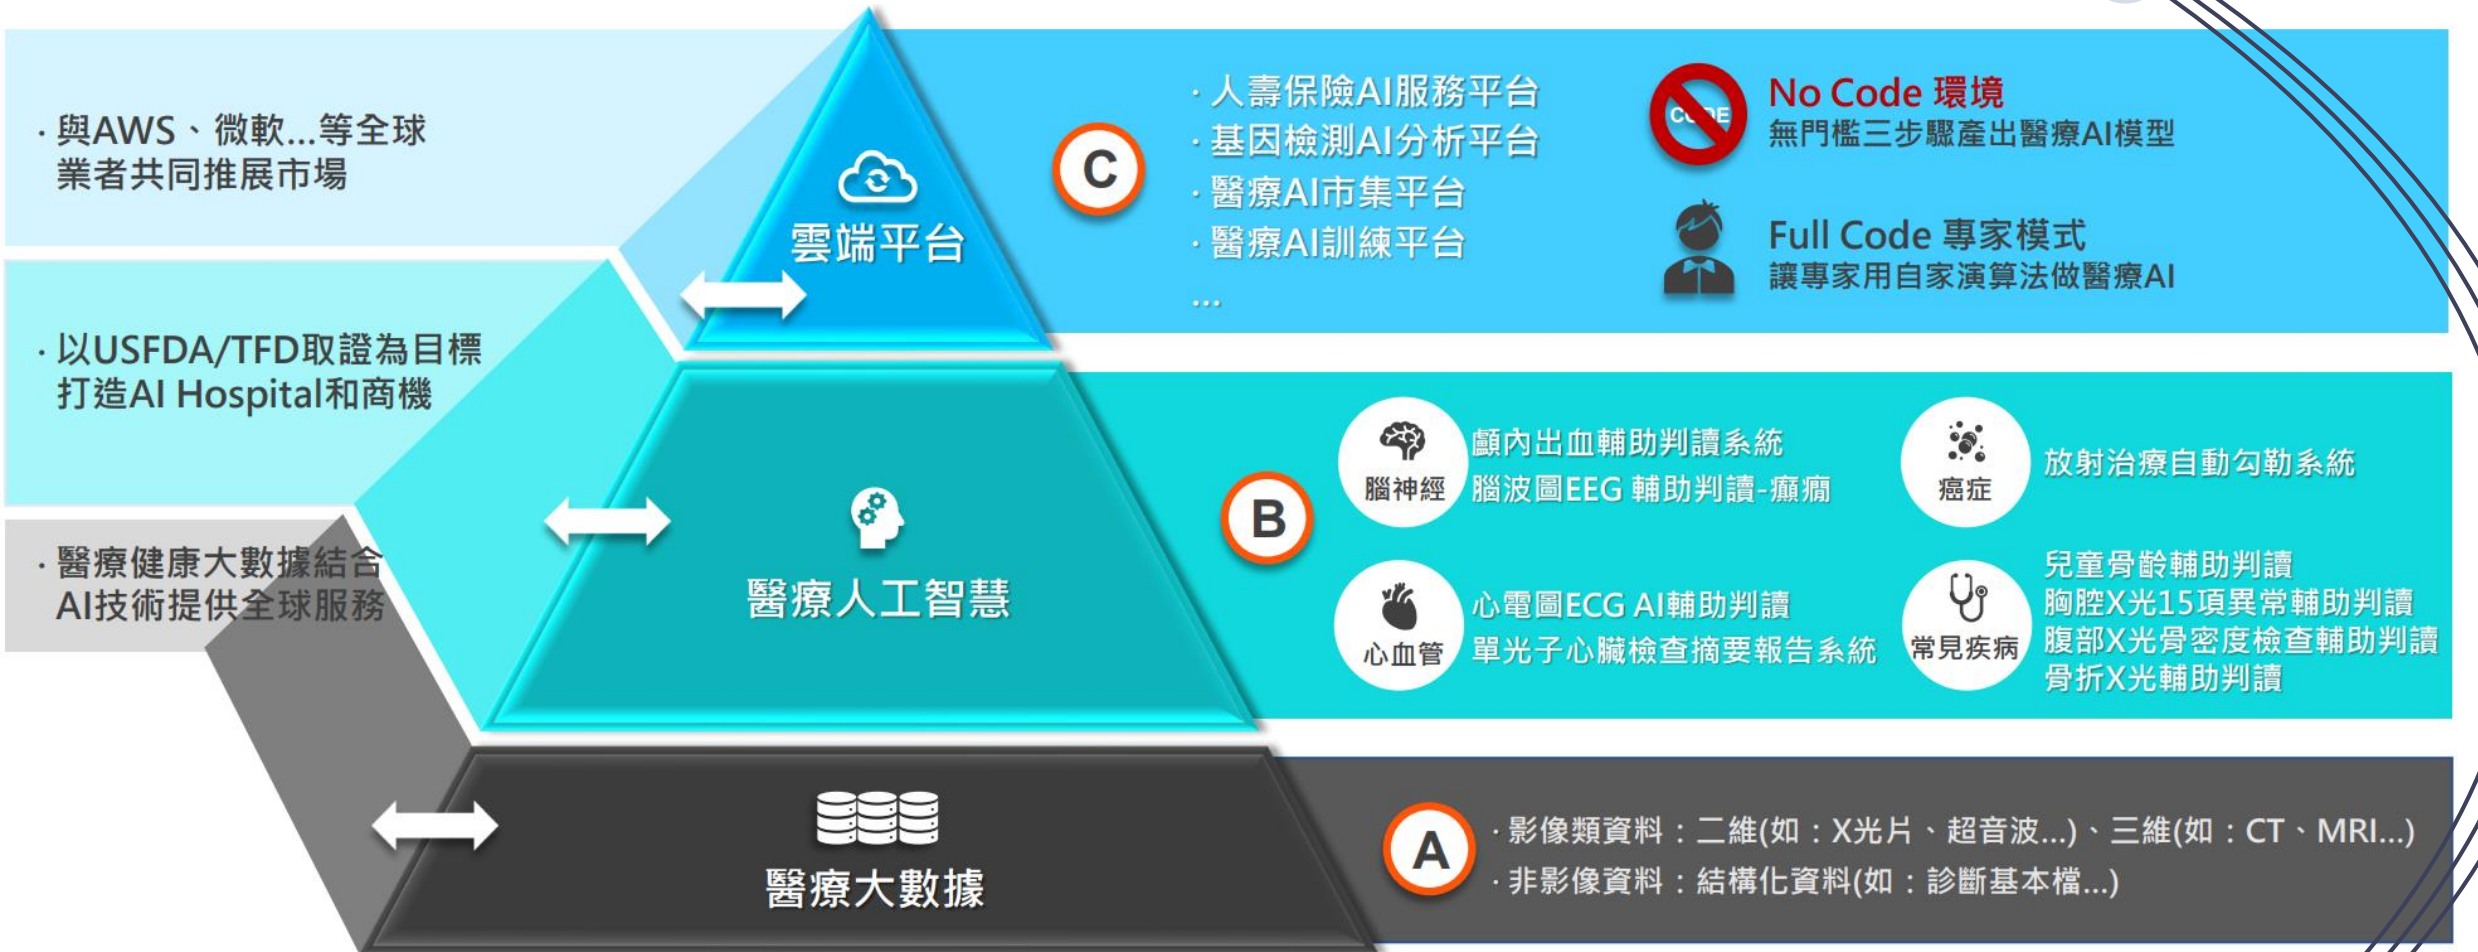 ·與AWS、微軟...等全球
業者共同推展市場
雲端平台
C
·人壽保險AI服務平台
·基因檢測AI分析平台
·醫療AI市集平台
·醫療AI訓練平台
...
CODE
No Code 環境
無門檻三步驟產出醫療AI模型
Full Code 專家模式
讓專家用自家演算法做醫療AI
·以USFDA/TFD取證為目標
打造AI Hospital和商機
醫療人工智慧
B
腦神經
顱內出血輔助判讀系統
腦波圖EEG 輔助判讀-癲癇
癌症
放射治療自動勾勒系統
心血管
心電圖ECG AI輔助判讀
單光子心臟檢查摘要報告系統
常見疾病
兒童骨齡輔助判讀
胸腔X光15項異常輔助判讀
腹部X光骨密度檢查輔助判讀
骨折X光輔助判讀
·醫療健康大數據結合
AI技術提供全球服務
醫療大數據
A
·影像類資料：二維(如：X光片、超音波...)、三維(如：CT、MRI...)
·非影像資料：結構化資料(如：診斷基本檔...)